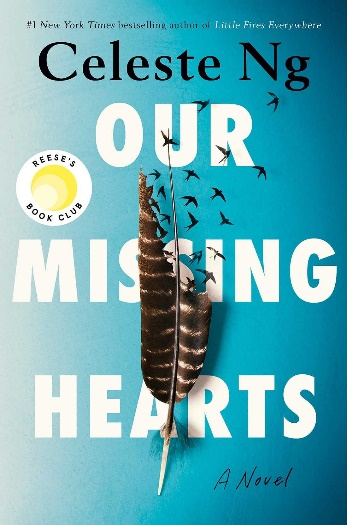 #1 New York Times bestselling author of Little Fires Everywhere
Celeste Ng
OUR
REESE'S
BOOK CLUB
MISSING
HEARTS
A Novel